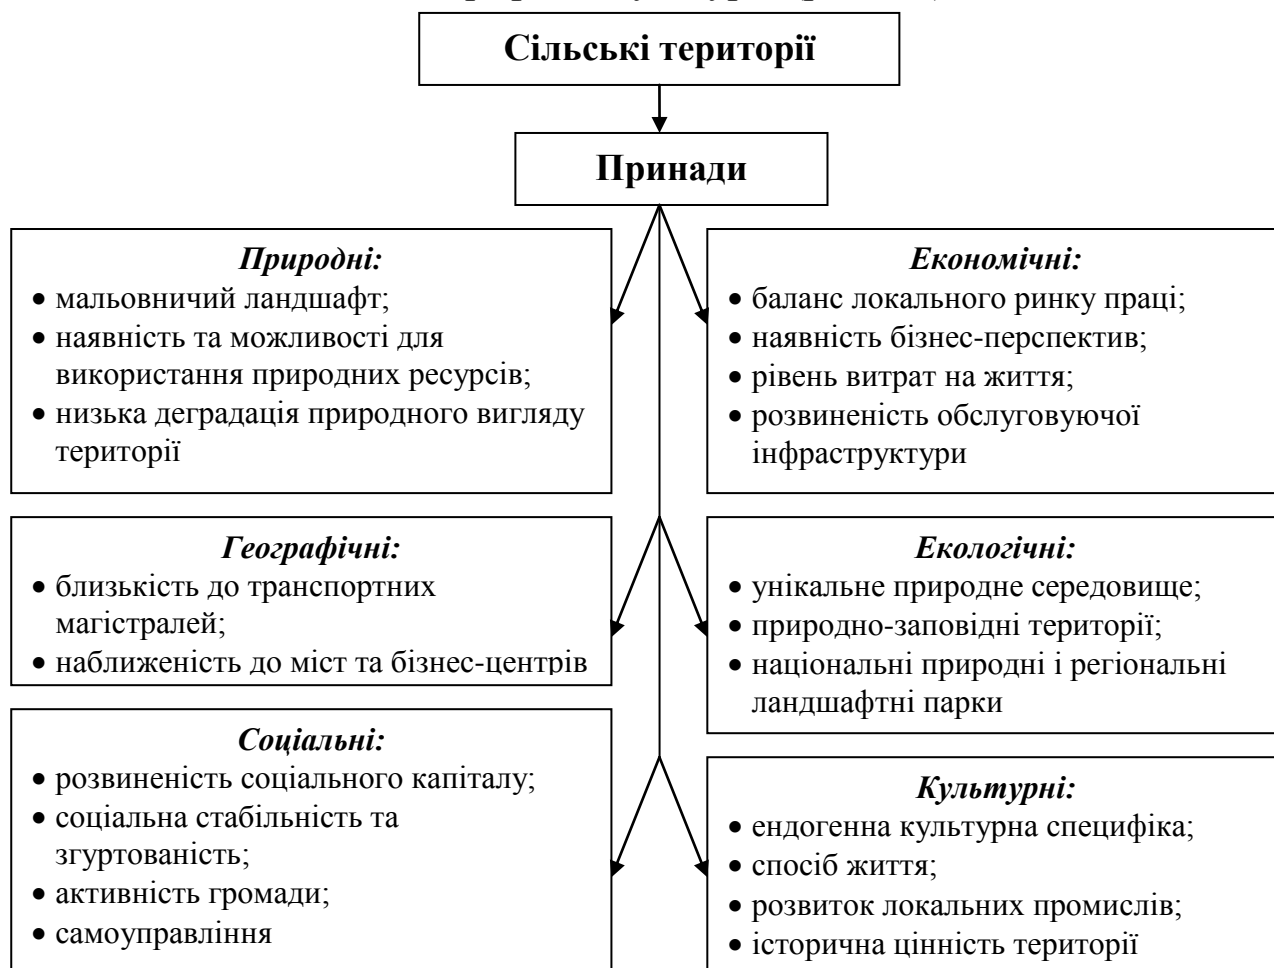 Сільські території
Принади
Природні:
• мальовничий ландшафт;
• наявність та можливості для
використання природних ресурсів;
• низька деградація природного вигляду
території
Економічні:
• баланс локального ринку праці;
• наявність бізнес-перспектив;
• рівень витрат на життя;
• розвиненість обслуговуючої
інфраструктури
Географічні:
• близькість до транспортних
магістралей;
• наближеність до міст та бізнес-центрів
Екологічні:
• унікальне природне середовище;
• природно-заповідні території;
• національні природні і регіональні
ландшафтні парки
Соціальні:
• розвиненість соціального капіталу;
• соціальна стабільність та
згуртованість;
• активність громади;
• самоуправління
Культурні:
• ендогенна культурна специфіка;
• спосіб життя;
• розвиток локальних промислів;
• історична цінність території